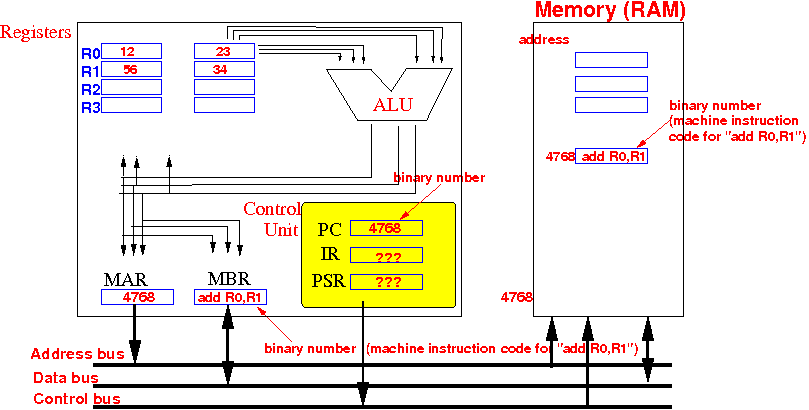 Memory (RAM)
Registers
R0 12 23
R1 56 34
R2
R3
ALU
address
binary number
(machine instruction
code for "add R0,R1")
4768 add R0,R1
binary number
Control
Unit
PC 4768
IR ???
PSR ???
MAR MBR
4768 add R0,R1
4768
binary number (machine instruction code for "add R0,R1")
Address bus
Data bus
Control bus